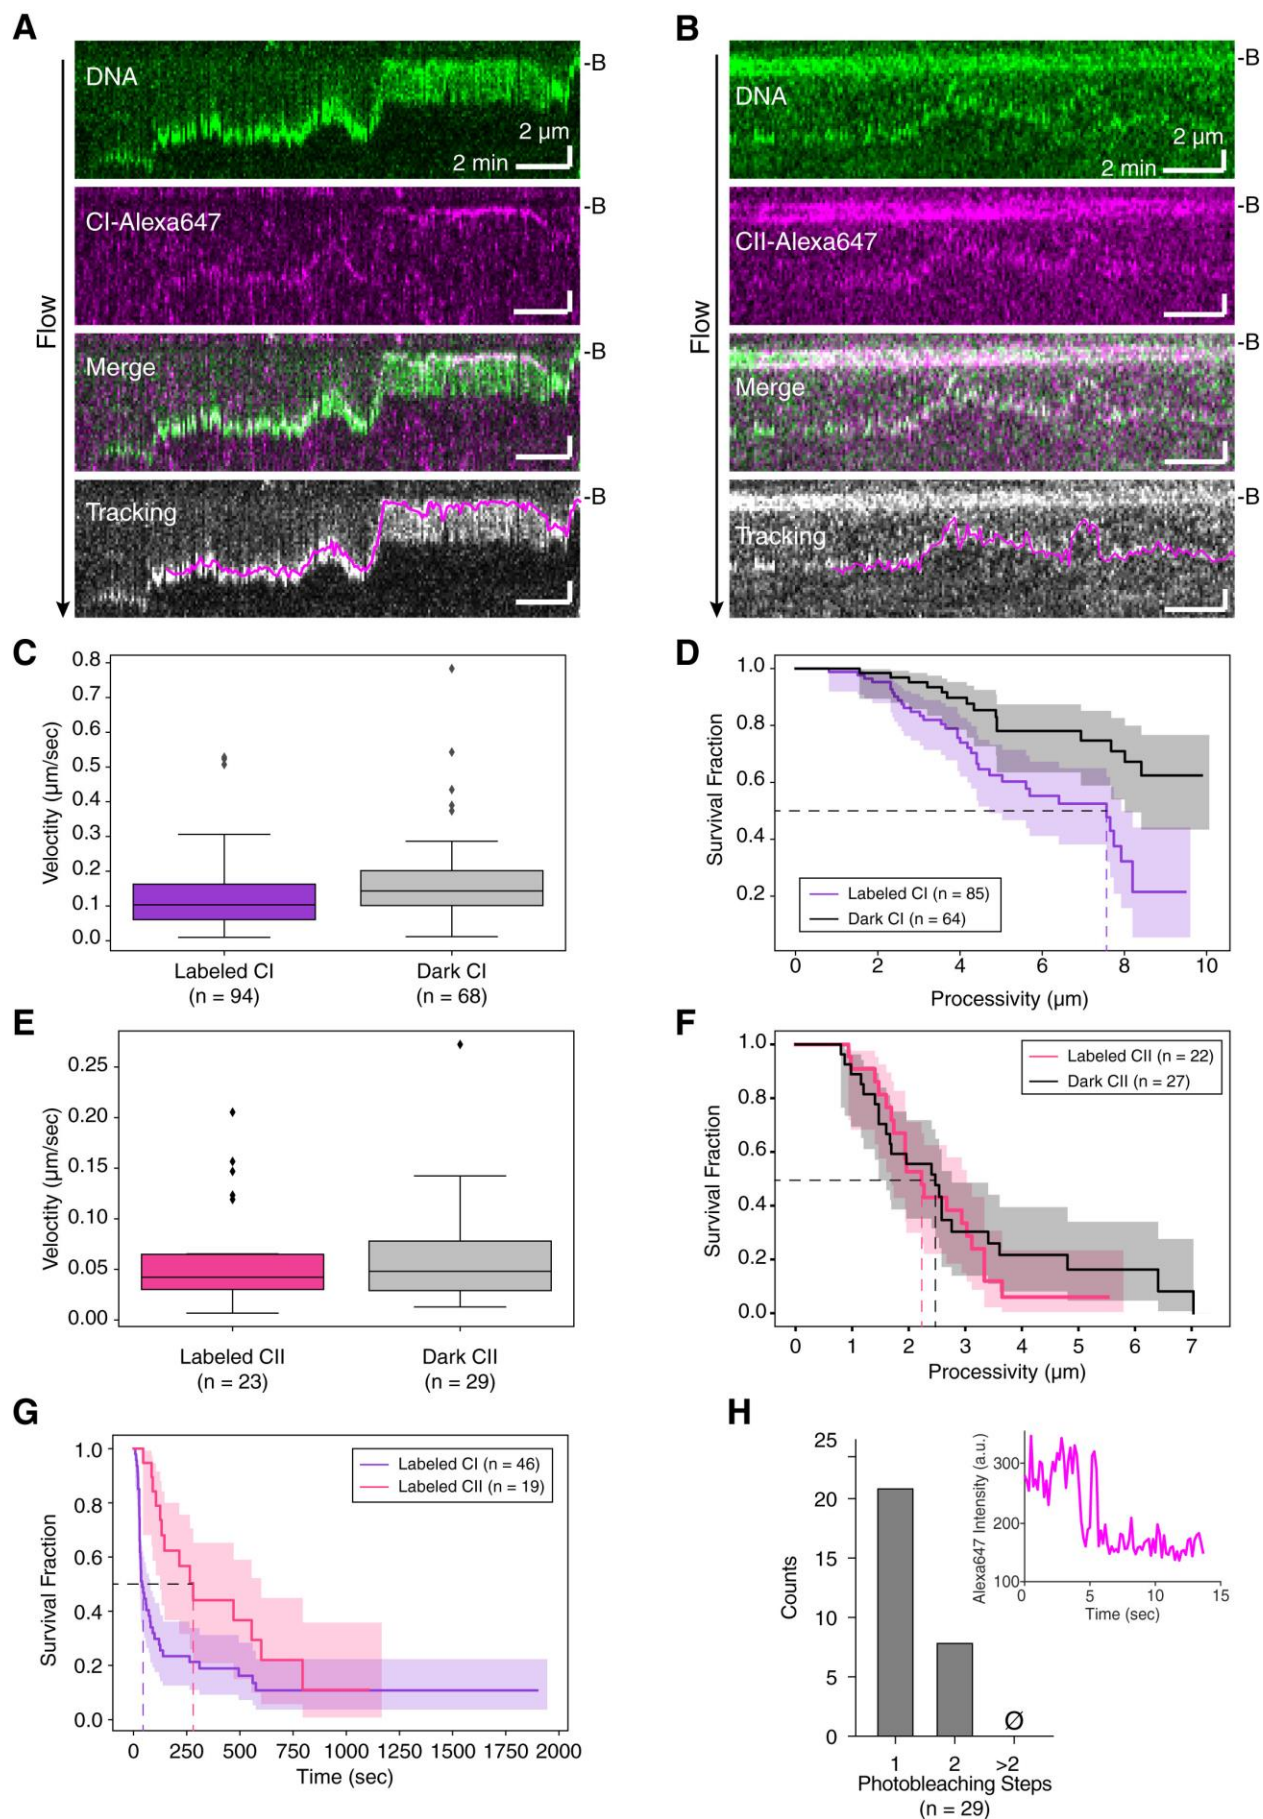 A
DNA
-B
2 µm
2 min
CI-Alexa647
-B
Merge
-B
Tracking
-B
Flow
B
DNA
-B
2 µm
2 min
CII-Alexa647
-B
Merge
-B
Tracking
-B
Flow
C
Veloctity (µm/sec)
0.8
0.7
0.6
0.5
0.4
0.3
0.2
0.1
0.0
Labeled CI
(n = 94)
Dark CI
(n = 68)
D
Survival Fraction
1.0
0.8
0.6
0.4
0.2
Labeled CI (n = 85)
Dark CI (n = 64)
0 2 4 6 8 10
Processivity (µm)
E
Veloctity (µm/sec)
0.25
0.20
0.15
0.10
0.05
0.00
Labeled CII
(n = 23)
Dark CII
(n = 29)
F
Survival Fraction
1.0
0.8
0.6
0.4
0.2
0.0
Labeled CII (n = 22)
Dark CII (n = 27)
0 1 2 3 4 5 6 7
Processivity (µm)
G
Survival Fraction
1.0
0.8
0.6
0.4
0.2
0.0
Labeled CI (n = 46)
Labeled CII (n = 19)
0 250 500 750 1000 1250 1500 1750 2000
Time (sec)
H
Counts
25
20
15
10
5
0
Ø
1 2 >2
Photobleaching Steps
(n = 29)
Alexa647 Intensity (a.u.)
300
200
100
0 5 10 15
Time (sec)